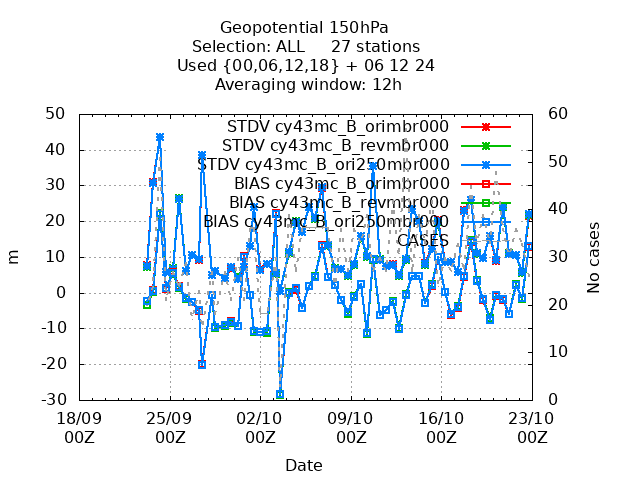 Geopotential 150hPa
Selection: ALL 27 stations
Used {00,06,12,18} + 06 12 24
Averaging window: 12h
50 60
STDV cy43mc_B_orimbr000
40 50
STDV cy43mc_B_revmbr000
STDV cy43mc_B_ori250mbr000
30 40
BIAS cy43mc_B_orimbr000
BIAS cy43mc_B_revmbr000
20
BIAS cy43mc_B_ori250mbr000
CASES
10 30
m
No cases
0
20
-10
-20 10
-30 0
18/09 25/09 02/10 09/10 16/10 23/10
00Z 00Z 00Z 00Z 00Z 00Z
Date